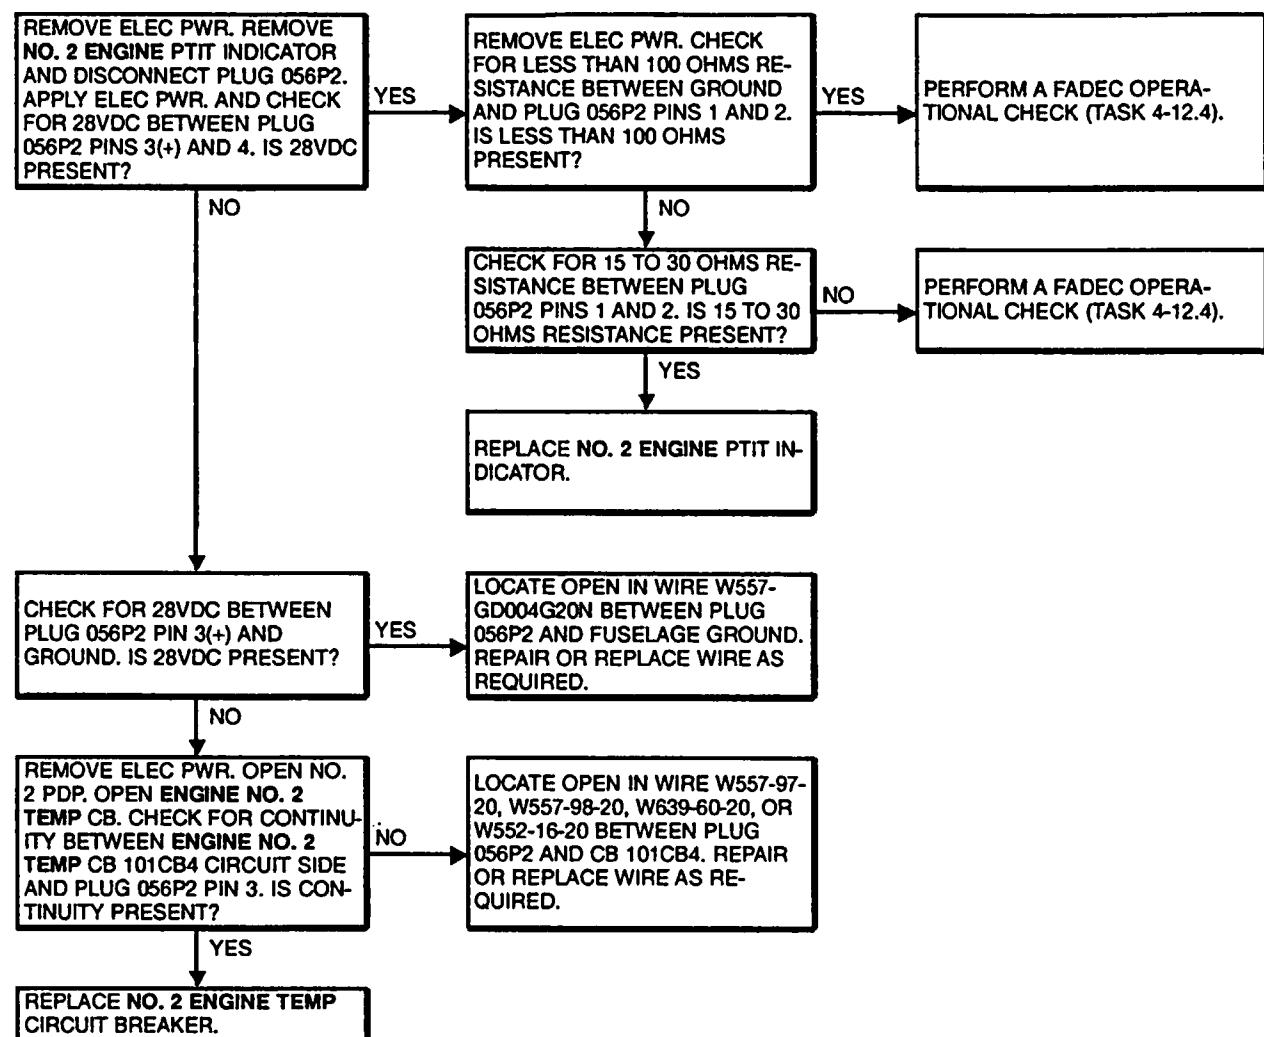 REMOVE ELEC PWR. REMOVE
NO. 2 ENGINE PTIT INDICATOR
AND DISCONNECT PLUG 056P2.
APPLY ELEC PWR. AND CHECK
FOR 28VDC BETWEEN PLUG
056P2 PINS 3(+) AND 4. IS 28VDC
PRESENT?
YES
REMOVE ELEC PWR. CHECK
FOR LESS THAN 100 OHMS RE-
SISTANCE BETWEEN GROUND
AND PLUG 056P2 PINS 1 AND 2.
IS LESS THAN 100 OHMS
PRESENT?
YES
PERFORM A FADEC OPERA-
TIONAL CHECK (TASK 4-12.4).
NO
NO
CHECK FOR 15 TO 30 OHMS RE-
SISTANCE BETWEEN PLUG
056P2 PINS 1 AND 2. IS 15 TO 30
OHMS RESISTANCE PRESENT?
NO
PERFORM A FADEC OPERA-
TIONAL CHECK (TASK 4-12.4).
YES
REPLACE NO. 2 ENGINE PTIT IN-
DICATOR.
CHECK FOR 28VDC BETWEEN
PLUG 056P2 PIN 3(+) AND
GROUND. IS 28VDC PRESENT?
YES
LOCATE OPEN IN WIRE W557-
GD004G20N BETWEEN PLUG
056P2 AND FUSELAGE GROUND.
REPAIR OR REPLACE WIRE AS
REQUIRED.
NO
REMOVE ELEC PWR. OPEN NO.
2 PDP. OPEN ENGINE NO. 2
TEMP CB. CHECK FOR CONTINU-
ITY BETWEEN ENGINE NO. 2
TEMP CB 101CB4 CIRCUIT SIDE
AND PLUG 056P2 PIN 3. IS CON-
TINUITY PRESENT?
NO
LOCATE OPEN IN WIRE W557-97-
20, W557-98-20, W639-60-20, OR
W552-16-20 BETWEEN PLUG
056P2 AND CB 101CB4. REPAIR
OR REPLACE WIRE AS RE-
QUIRED.
YES
REPLACE NO. 2 ENGINE TEMP
CIRCUIT BREAKER.